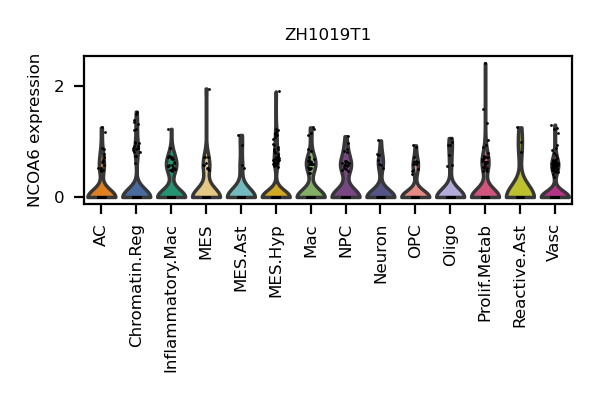 ZH1019T1
NCOA6 expression
2
0
AC
Chromatin.Reg
Inflammatory.Mac
MES
MES.Ast
MES.Hyp
Mac
NPC
Neuron
OPC
Oligo
Prolif.Metab
Reactive.Ast
Vasc